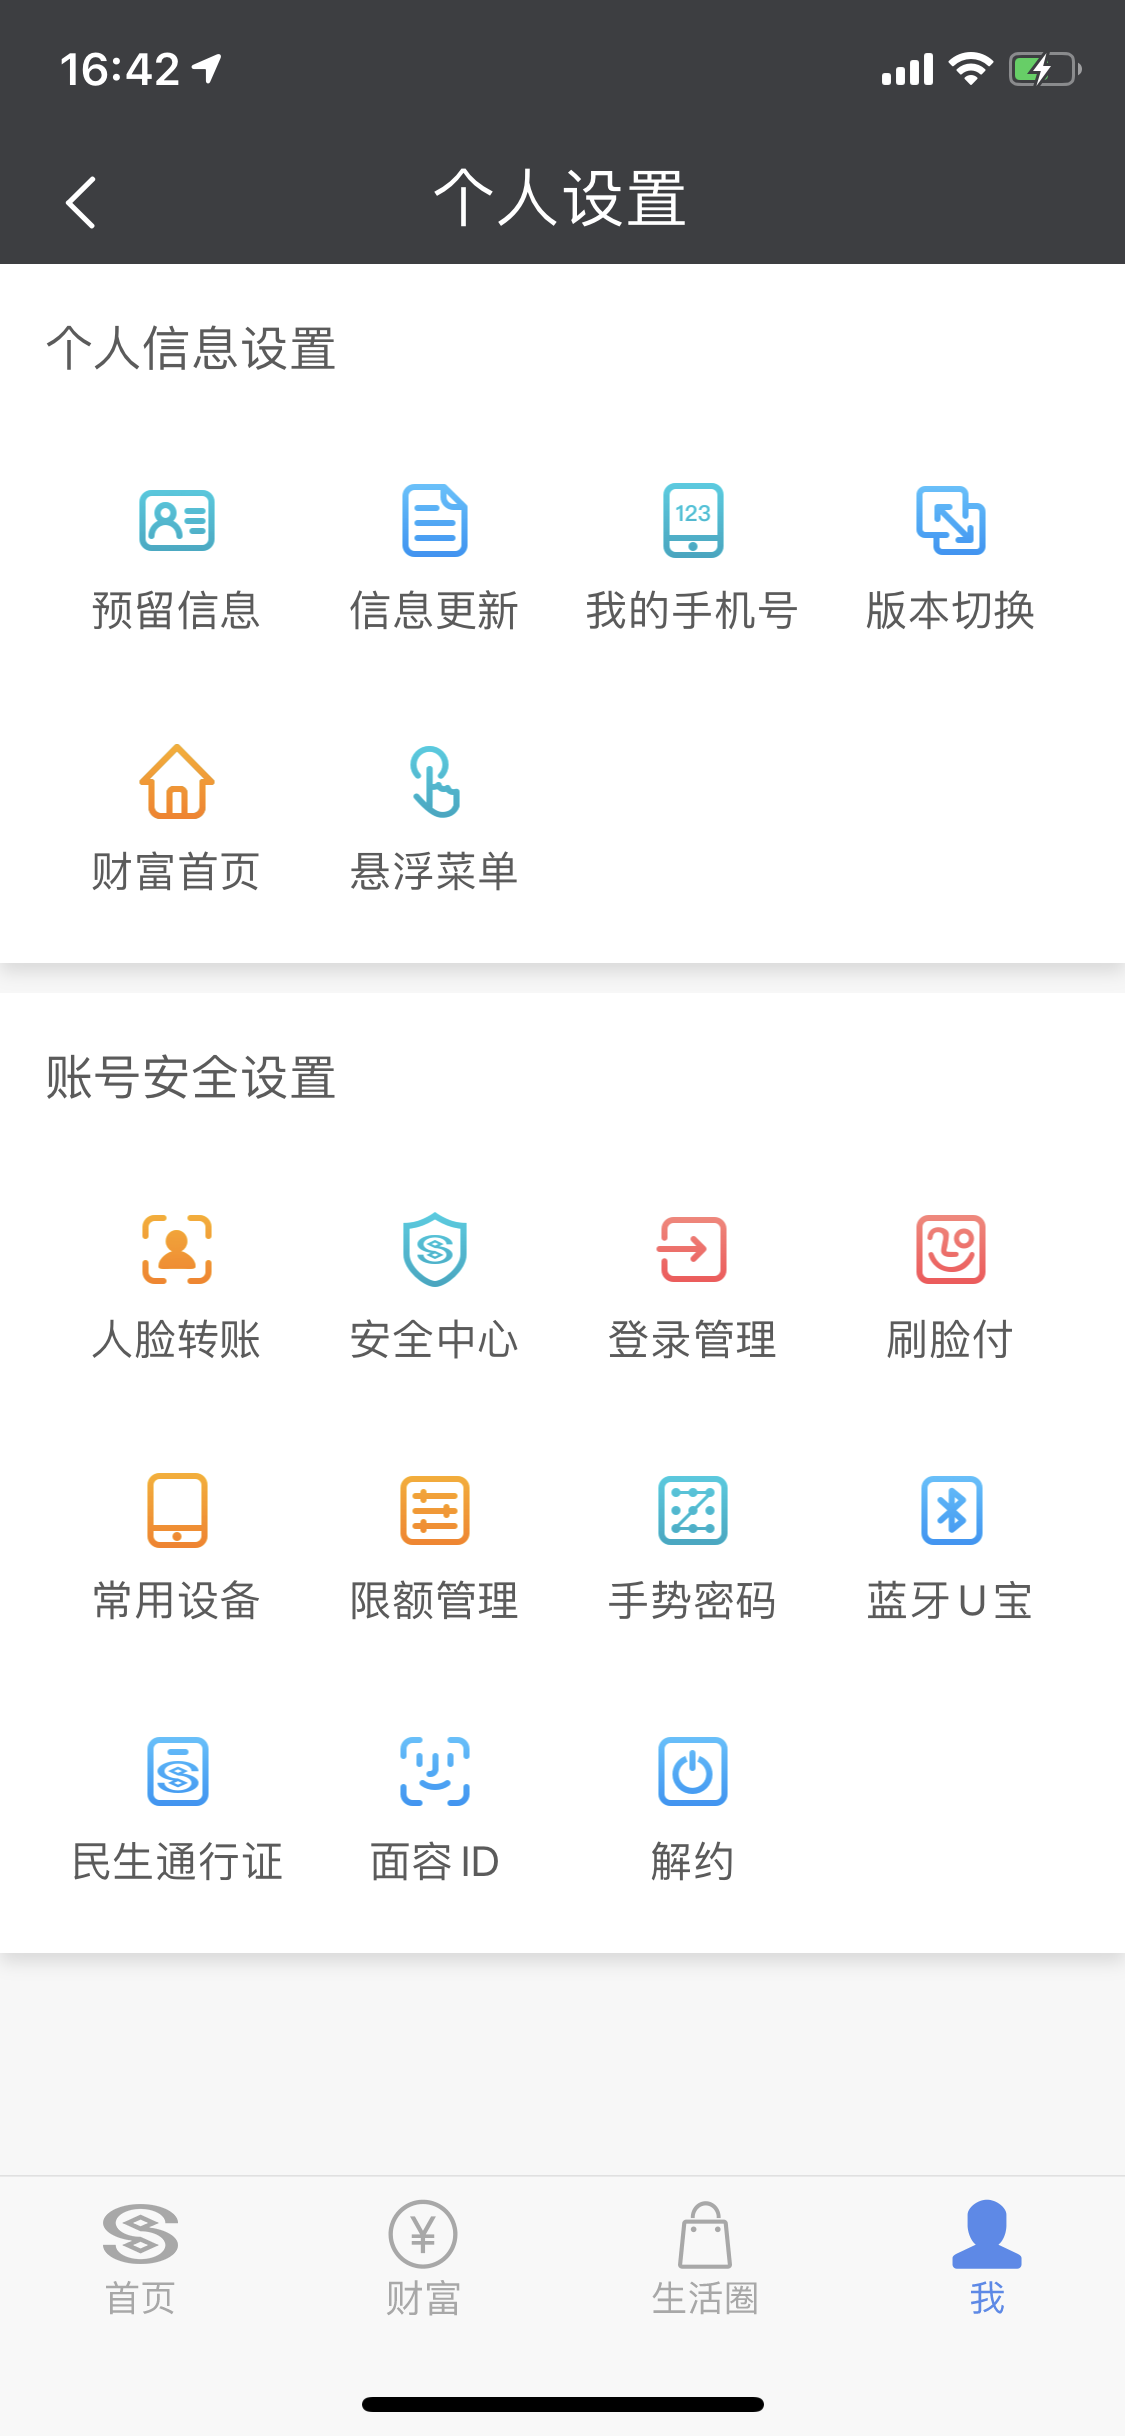 16:42
个人设置
个人信息设置
123
预留信息 信息更新 我的手机号 版本切换
财富首页 悬浮菜单
账号安全设置
人脸转账 安全中心 登录管理 刷脸付
常用设备 限额管理 手势密码 蓝牙U宝
民生通行证 面容ID 解约
¥
首页 财富 生活圈 我